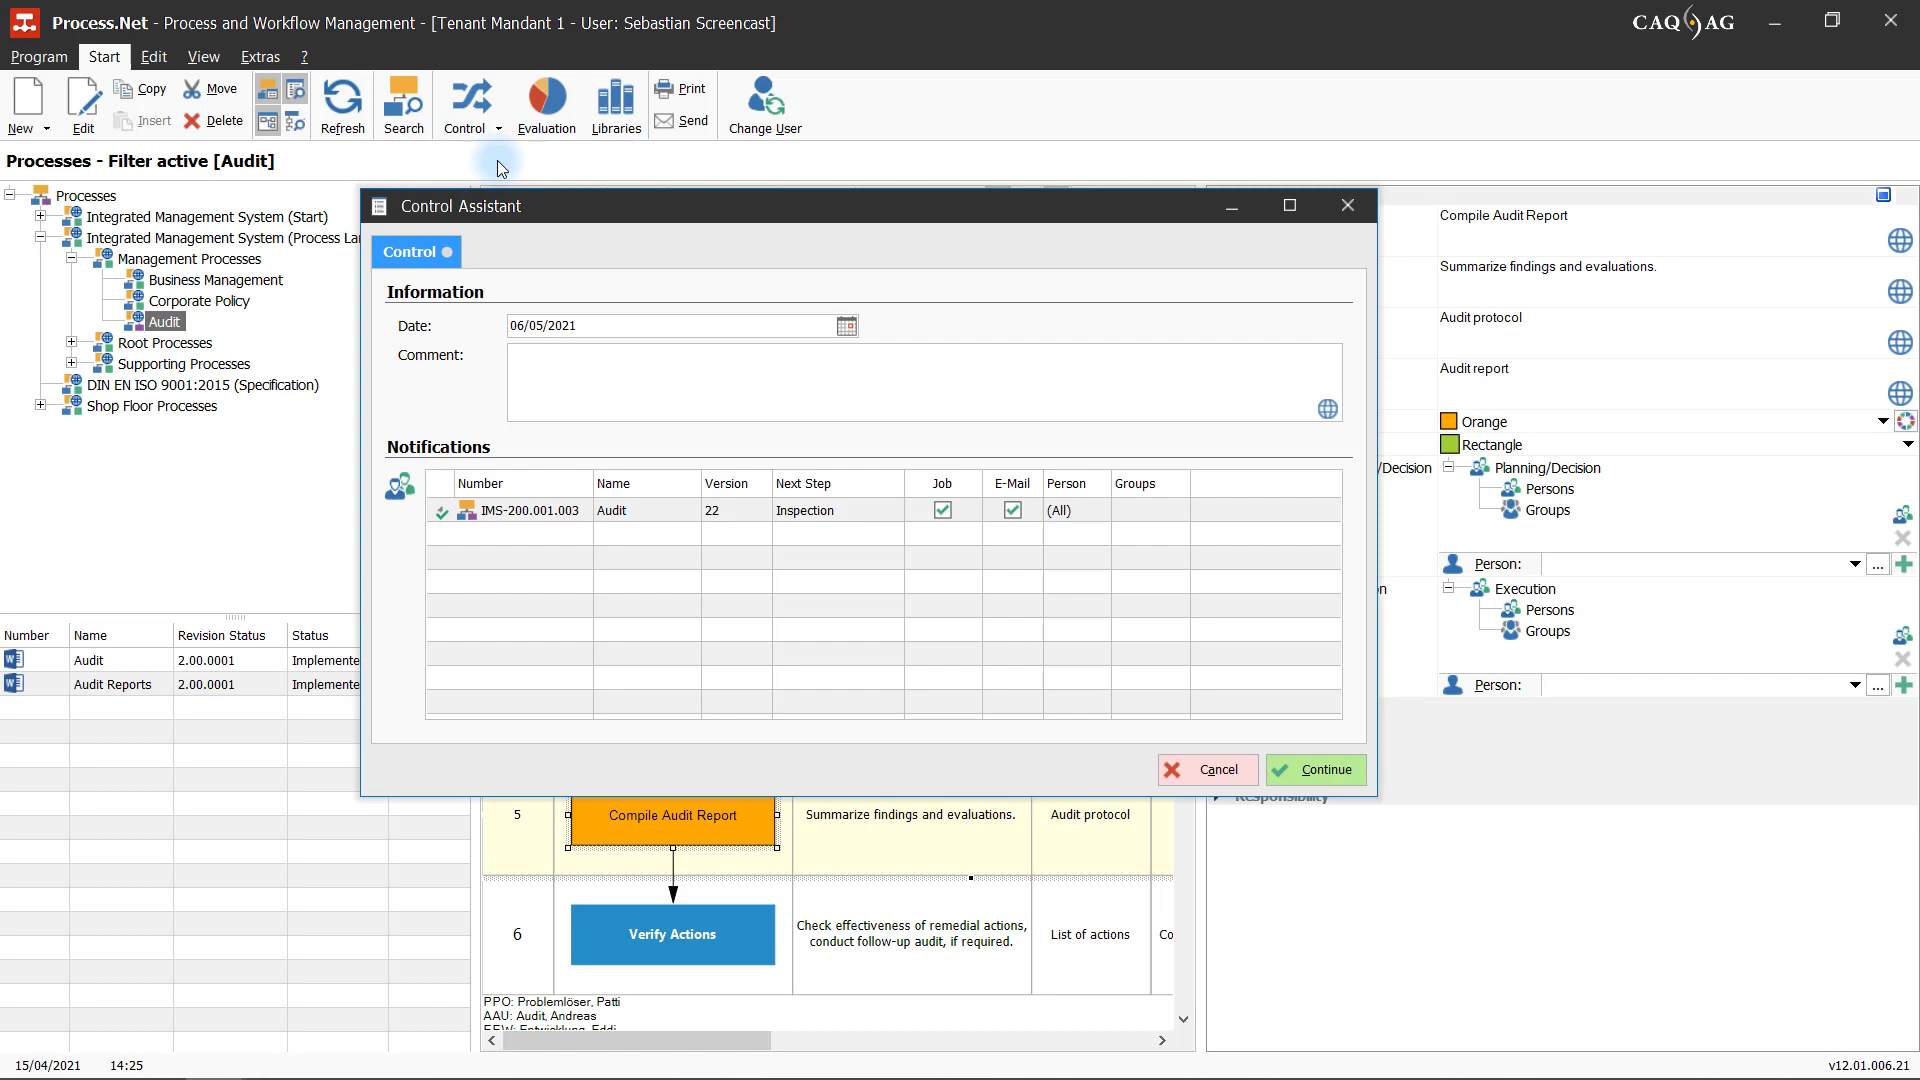 Process.Net - Process and Workflow Management - [Tenant Mandant 1 - User: Sebastian Screencast]
CAQ AG
Program Start Edit View Extras ?
New Edit Copy Insert Move Delete Refresh Search Control Evaluation Libraries Print Send Change User
Processes - Filter active [Audit]
Processes
Integrated Management System (Start)
Integrated Management System (Process La
Management Processes
Business Management
Corporate Policy
Audit
Root Processes
Supporting Processes
DIN EN ISO 9001:2015 (Specification)
Shop Floor Processes
Number Name Revision Status Status
Audit 2.00.0001 Implemente
Audit Reports 2.00.0001 Implemente
Control Assistant
Control
Information
Date: 06/05/2021
Comment:
Notifications
Number Name Version Next Step Job E-Mail Person Groups
IMS-200.001.003 Audit 22 Inspection (All)
Cancel Continue
5 Compile Audit Report Summarize findings and evaluations. Audit protocol
6 Verify Actions Check effectiveness of remedial actions, List of actions Co
conduct follow-up audit, if required.
PPO: Problemlöser, Patti
AAU: Audit, Andreas
EEW: Entwicklung, Eddi
Compile Audit Report
Summarize findings and evaluations.
Audit protocol
Audit report
Orange
Rectangle
/Decision Planning/Decision
Persons
Groups
Person: ...
n Execution
Persons
Groups
Person: ...
Responsibility
15/04/2021 14:25 v12.01.006.21